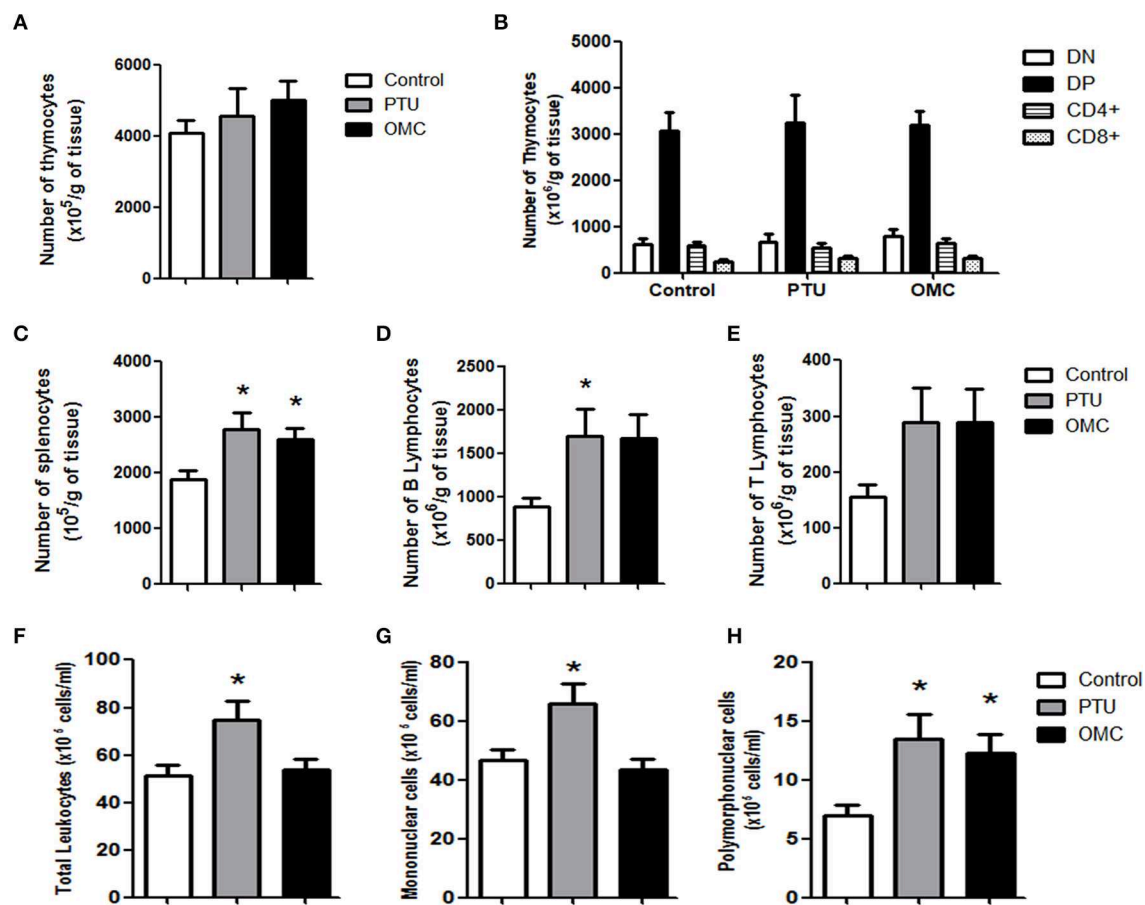 A
Number of thymocytes
(x10⁵/g of tissue)
6000
4000
2000
0
Control
PTU
OMC
B
Number of Thymocytes
(x10⁶/g of tissue)
5000
4000
3000
2000
1000
0
Control
PTU
OMC
DN
DP
CD4+
CD8+
C
Number of splenocytes
(10⁵/g of tissue)
4000
3000
2000
1000
0
*
*
D
Number of B Lymphocytes
(x10⁶/g of tissue)
2500
2000
1500
1000
500
0
*
E
Number of T Lymphocytes
(x10⁶/g of tissue)
400
300
200
100
0
Control
PTU
OMC
F
Total Leukocytes (x10⁵ cells/ml)
100
80
60
40
20
0
*
G
Mononuclear cells (x10⁵ cells/ml)
80
60
40
20
0
*
H
Polymorphonuclear cells
(x10⁵ cells/ml)
20
15
10
5
0
*
*
Control
PTU
OMC